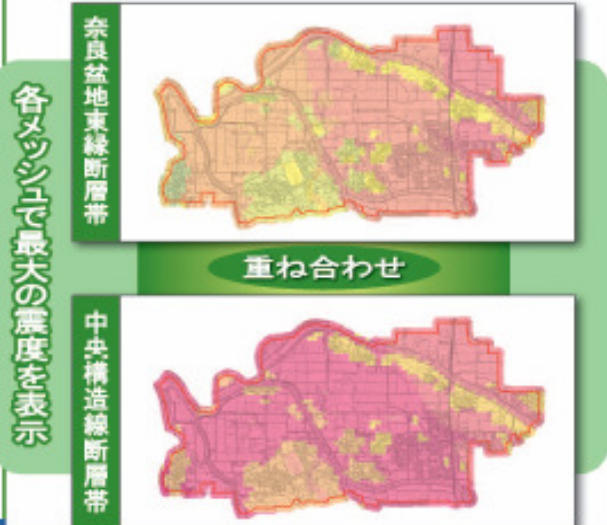 各メッシュで最大の震度を表示
奈良盆地東縁断層帯
重ね合わせ
中央構造線断層帯